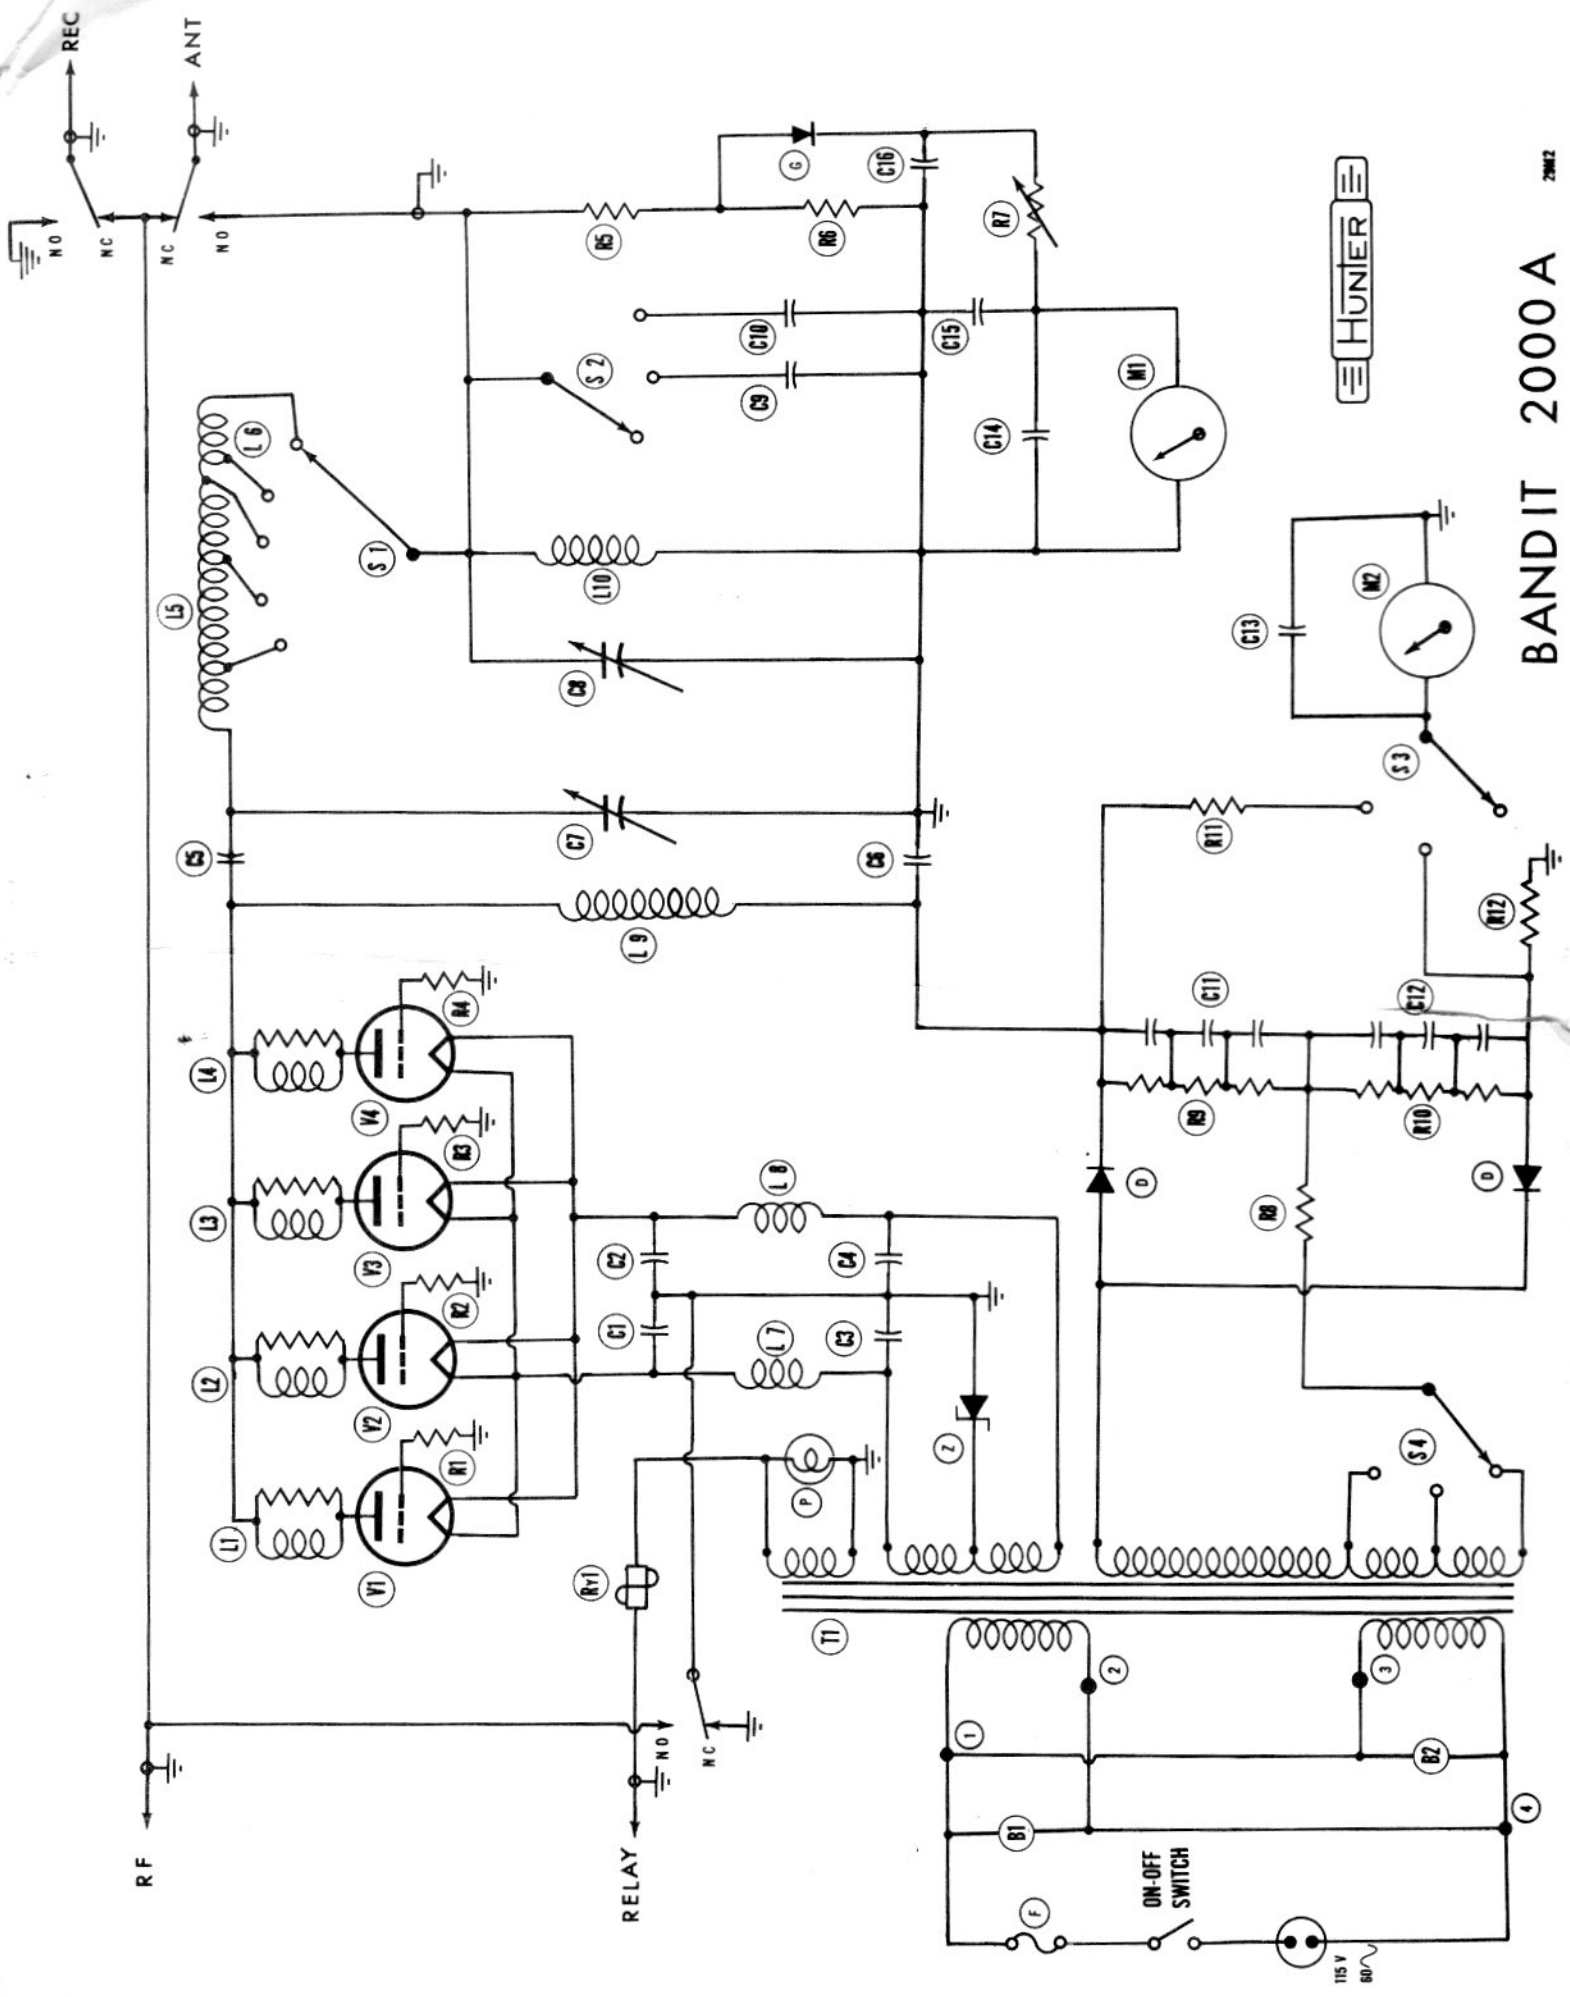 REC
ANT
NO
NC
NC
NO
L5
L6
S1
S2
L10
C8
C7
C5
L9
C6
R5
R6
G
C16
R7
C10
C9
C15
C14
M1
L4
L3
L2
L1
V4
V3
V2
V1
R4
R3
R2
R1
C2
C1
L8
L7
C4
C3
Z
P
Ry1
T1
RF
RELAY
NO
NC
1
2
3
4
B1
B2
F
ON-OFF
SWITCH
115 V
60
D
D
R8
R9
R10
C11
C12
R11
R12
S3
S4
C13
M2
HUNTER
BANDIT 2000 A
29M2